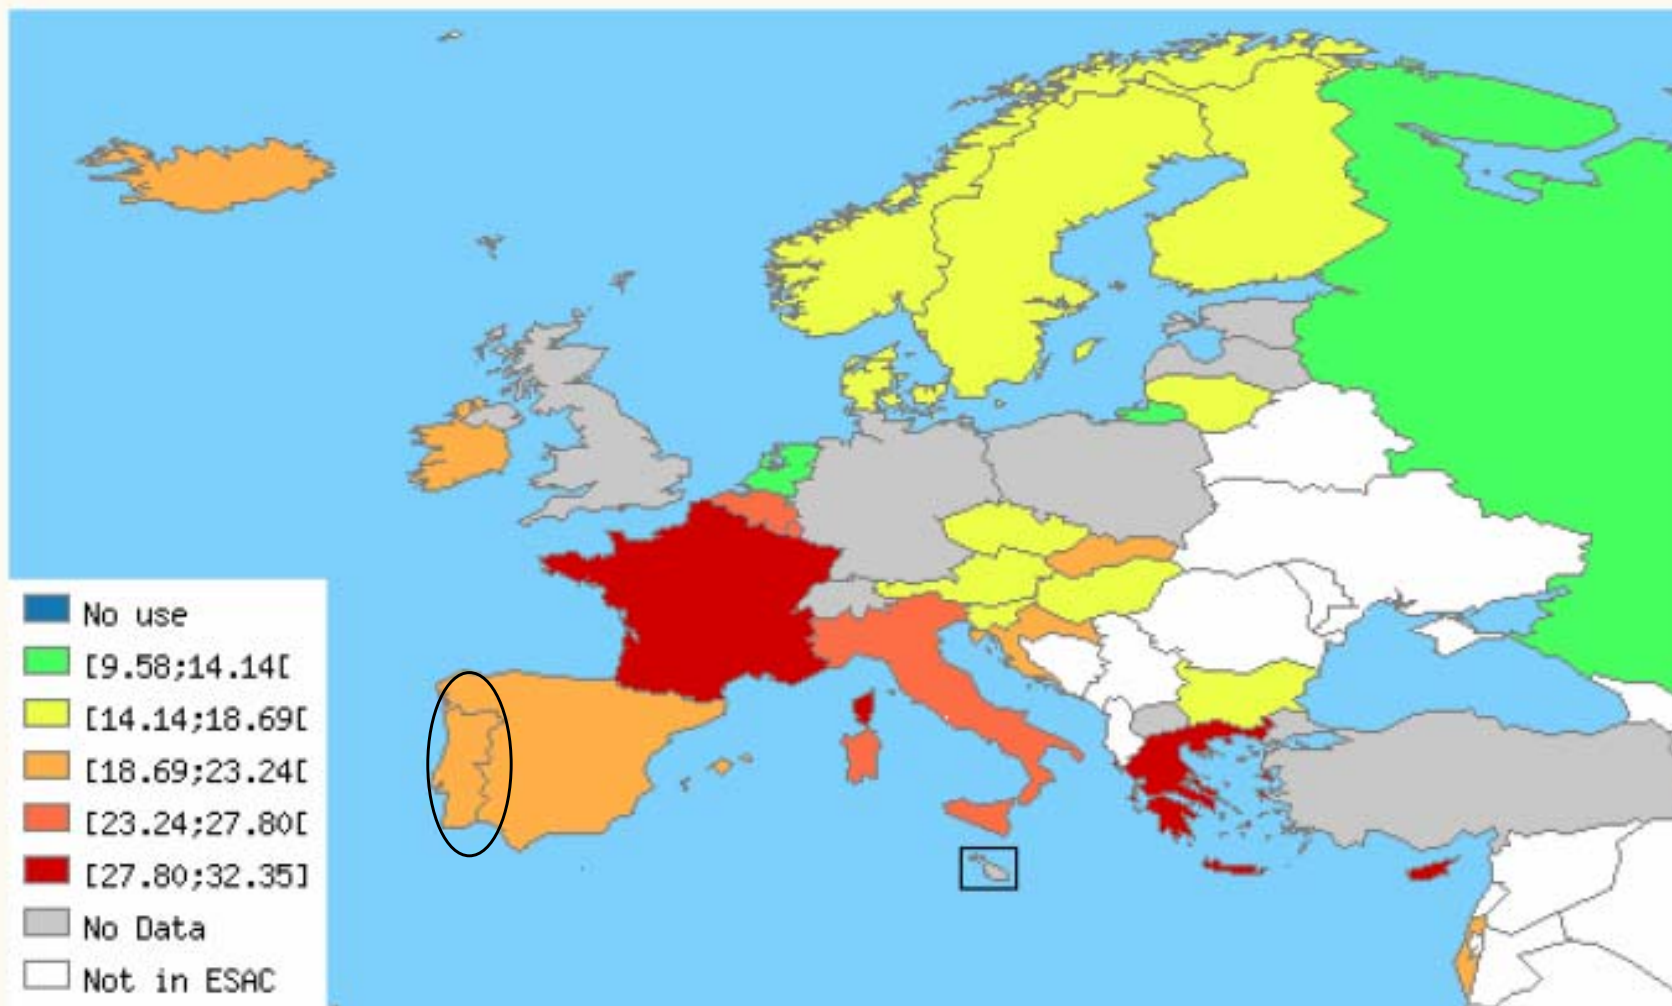 No use
[9.58;14.14[
[14.14;18.69[
[18.69;23.24[
[23.24;27.80[
[27.80;32.35]
No Data
Not in ESAC